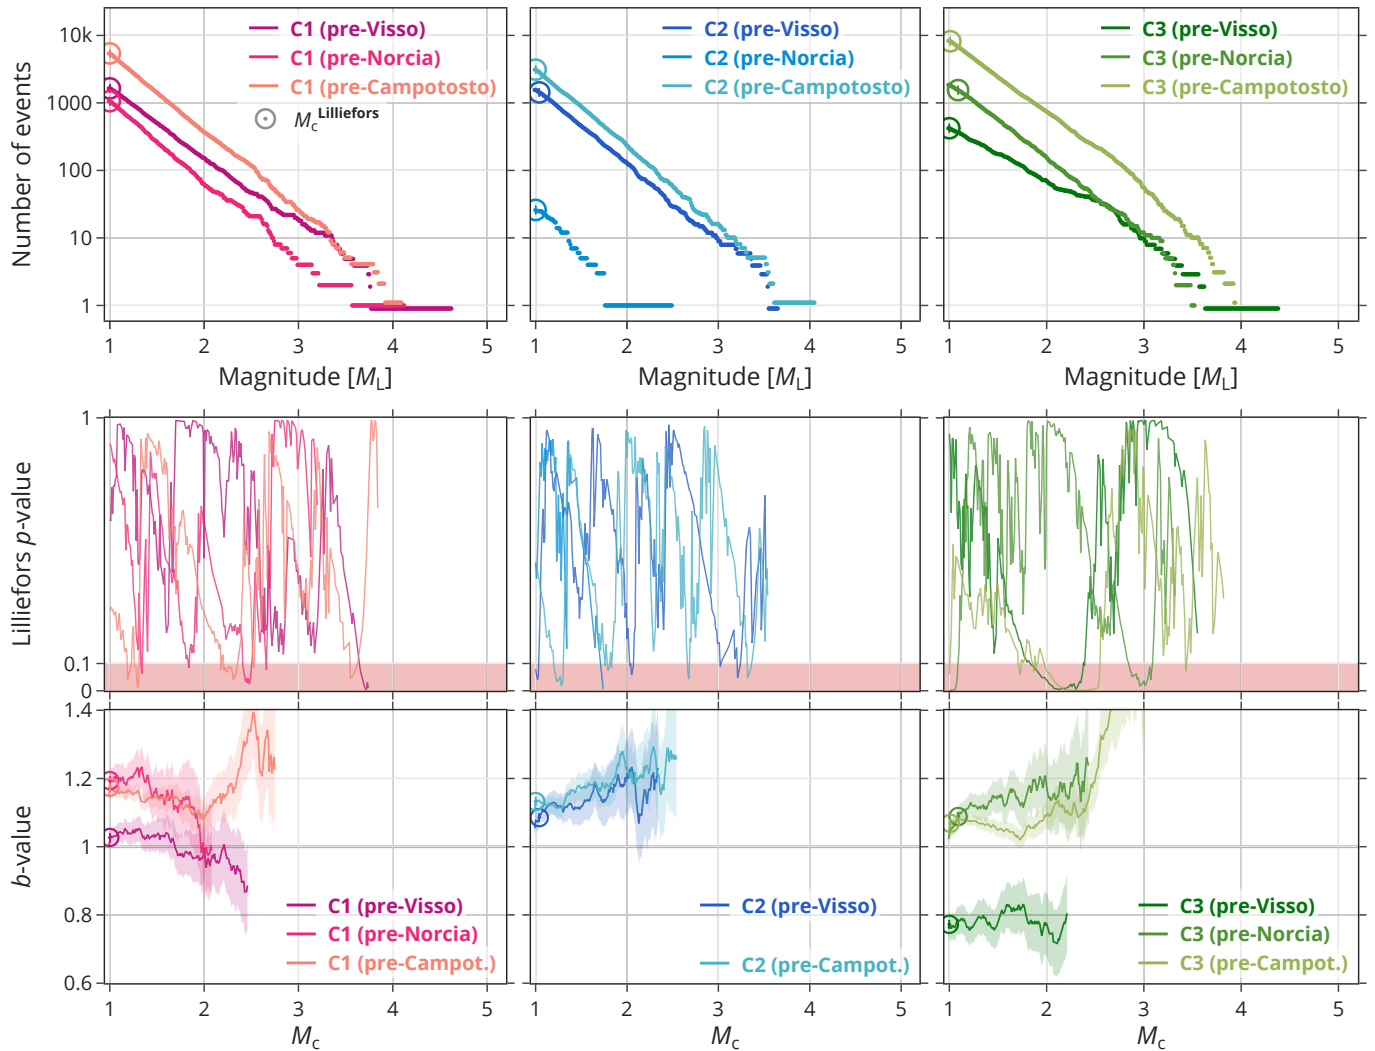 Number of events
10k
1000
100
10
1
C1 (pre-Visso)
C1 (pre-Norcia)
C1 (pre-Campotosto)
McLilliefors
C2 (pre-Visso)
C2 (pre-Norcia)
C2 (pre-Campotosto)
C3 (pre-Visso)
C3 (pre-Norcia)
C3 (pre-Campotosto)
1 2 3 4 5
1 2 3 4 5
1 2 3 4 5
Magnitude [ML]
Magnitude [ML]
Magnitude [ML]
Lilliefors p-value
1
0.1
0
b-value
1.4
1.2
1
0.8
0.6
C1 (pre-Visso)
C1 (pre-Norcia)
C1 (pre-Campot.)
C2 (pre-Visso)
C2 (pre-Campot.)
C3 (pre-Visso)
C3 (pre-Norcia)
C3 (pre-Campot.)
1 2 3 4 5
1 2 3 4 5
1 2 3 4 5
Mc
Mc
Mc